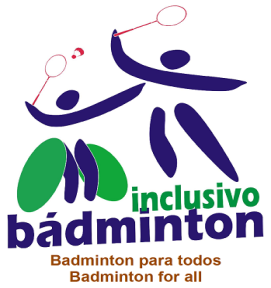 inclusivo
bádminton
Badminton para todos
Badminton for all